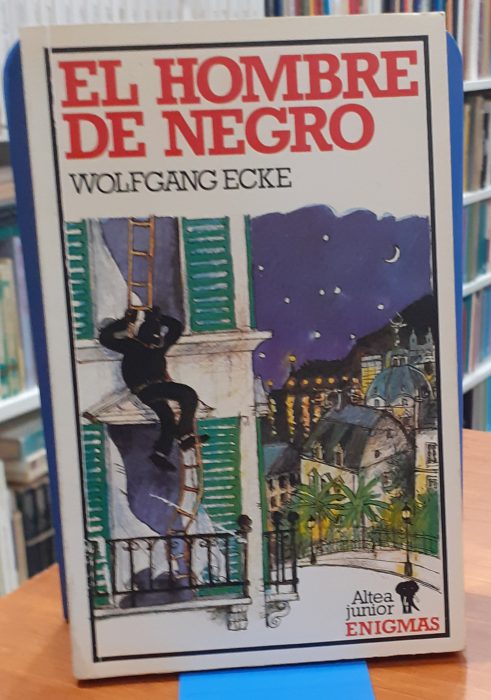 EL HOMBRE
DE NEGRO
WOLFGANG ECKE
Altea
junior
ENIGMAS